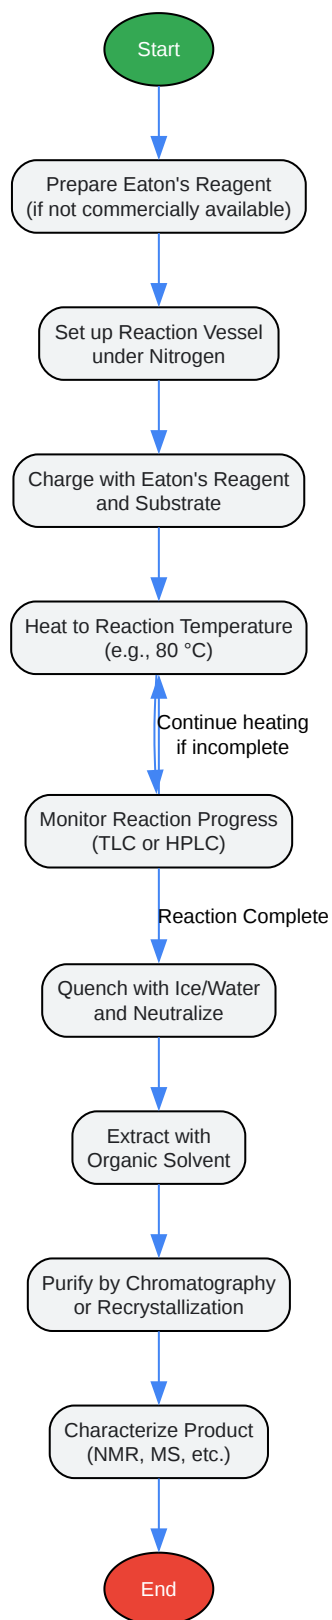 Start
Prepare Eaton's Reagent
(if not commercially available)
Set up Reaction Vessel
under Nitrogen
Charge with Eaton's Reagent
and Substrate
Heat to Reaction Temperature
(e.g., 80 °C)
Continue heating
if incomplete
Monitor Reaction Progress
(TLC or HPLC)
Reaction Complete
Quench with Ice/Water
and Neutralize
Extract with
Organic Solvent
Purify by Chromatography
or Recrystallization
Characterize Product
(NMR, MS, etc.)
End